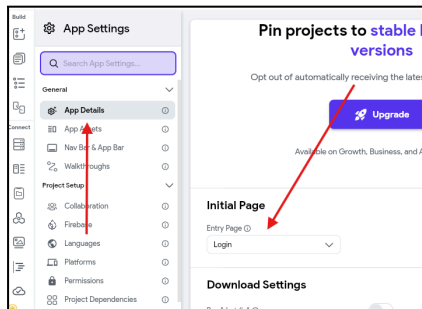 Build
App Settings
Search App Settings...
General
App Details
App Assets
Nav Bar & App Bar
Walkthroughs
Connect
Project Setup
Collaboration
Firebase
Languages
Platforms
Permissions
Project Dependencies
Pin projects to stable
versions
Opt out of automatically receiving the lates
Upgrade
Available on Growth, Business, and A
Initial Page
Entry Page
Login
Download Settings